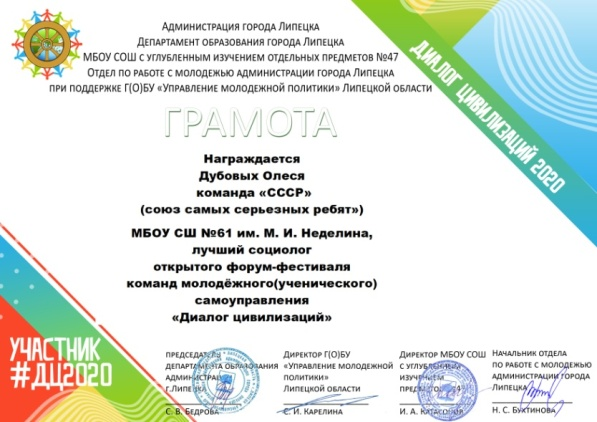 Администрация города Липецка
Департамент образования города Липецка
МБОУ СОШ с углубленным изучением отдельных предметов №47
Отдел по работе с молодежью администрации города Липецка
при поддержке Г(О)БУ «Управление молодежной политики» Липецкой области
ДИАЛОГ ЦИВИЛИЗАЦИЙ 2020
ГРАМОТА
Награждается
Дубовых Олеся
команда «СССР»
(союз самых серьезных ребят»)
МБОУ СШ №61 им. М. И. Неделина,
лучший социолог
открытого форум-фестиваля
команд молодёжного(ученического)
самоуправления
«Диалог цивилизаций»
УЧАСТНИК
#ДЦ2020
ПРЕДСЕДАТЕЛЬ
ДЕПАРТАМЕНТА ОБРАЗОВАНИЯ
АДМИНИСТРАЦИИ
Г.ЛИПЕЦКА
С. В. БЕДРОВА
ДИРЕКТОР Г(О)БУ
«УПРАВЛЕНИЕ МОЛОДЕЖНОЙ
ПОЛИТИКИ»
ЛИПЕЦКОЙ ОБЛАСТИ
С. И. КАРЕЛИНА
ДИРЕКТОР МБОУ СОШ
С УГЛУБЛЕННЫМ
ИЗУЧЕНИЕМ
И. А.
НАЧАЛЬНИК ОТДЕЛА
ПО РАБОТЕ С МОЛОДЕЖЬЮ
АДМИНИСТРАЦИИ ГОРОДА
ЛИПЕЦКА
Н. С. БУХТИНОВА